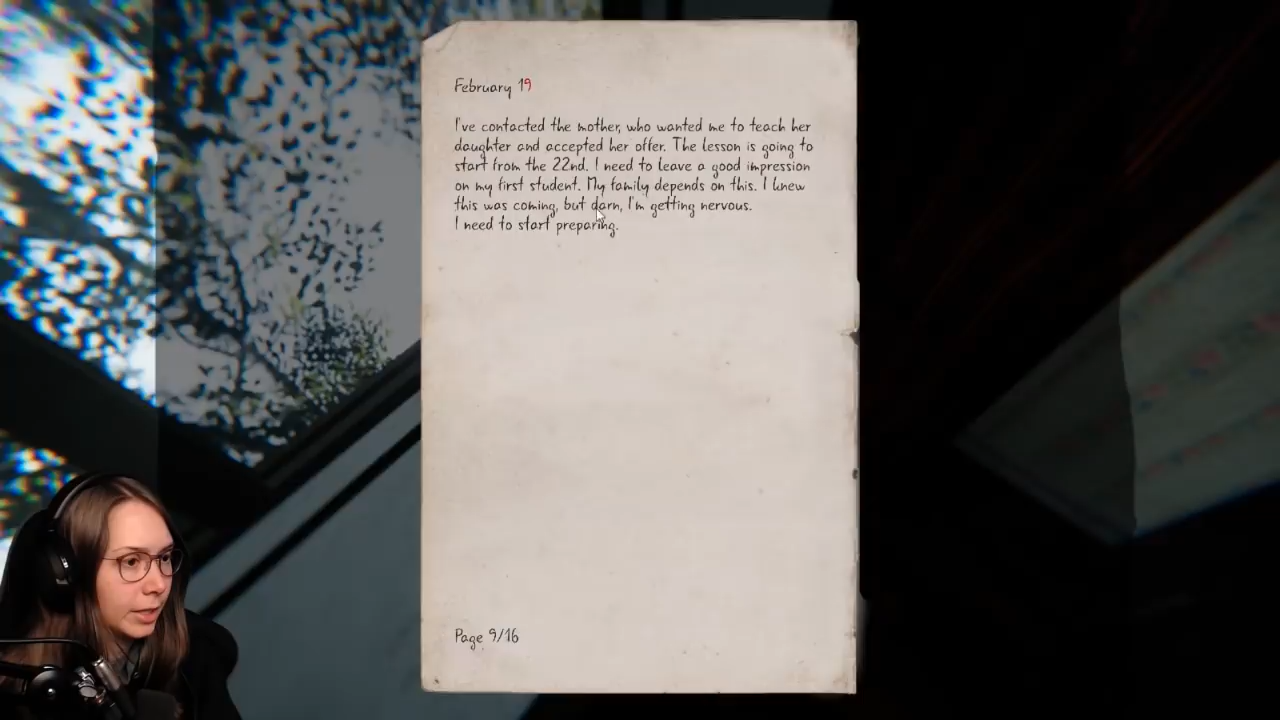 February 19
I've contacted the mother, who wanted me to teach her
daughter and accepted her offer. The lesson is going to
start from the 22nd. I need to leave a good impression
on my first student. My family depends on this. I knew
this was coming, but darn, I'm getting nervous.
I need to start preparing.
Page 9/16